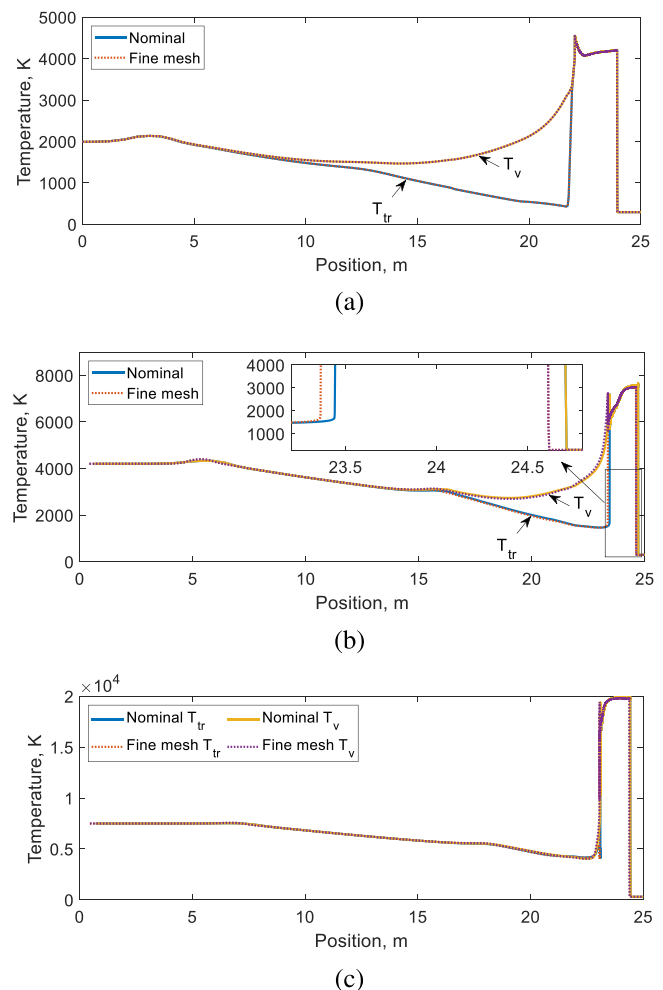 5000
4000
3000
2000
1000
0
Temperature, K
Nominal
Fine mesh
T_v
T_tr
0 5 10 15 20 25
Position, m
(a)
8000
6000
4000
2000
0
Temperature, K
Nominal
Fine mesh
4000
3000
2000
1000
23.5 24 24.5
T_v
T_tr
0 5 10 15 20 25
Position, m
(b)
× 10^4
2
1.5
1
0.5
0
Temperature, K
Nominal T_tr Nominal T_v
Fine mesh T_tr Fine mesh T_v
0 5 10 15 20 25
Position, m
(c)